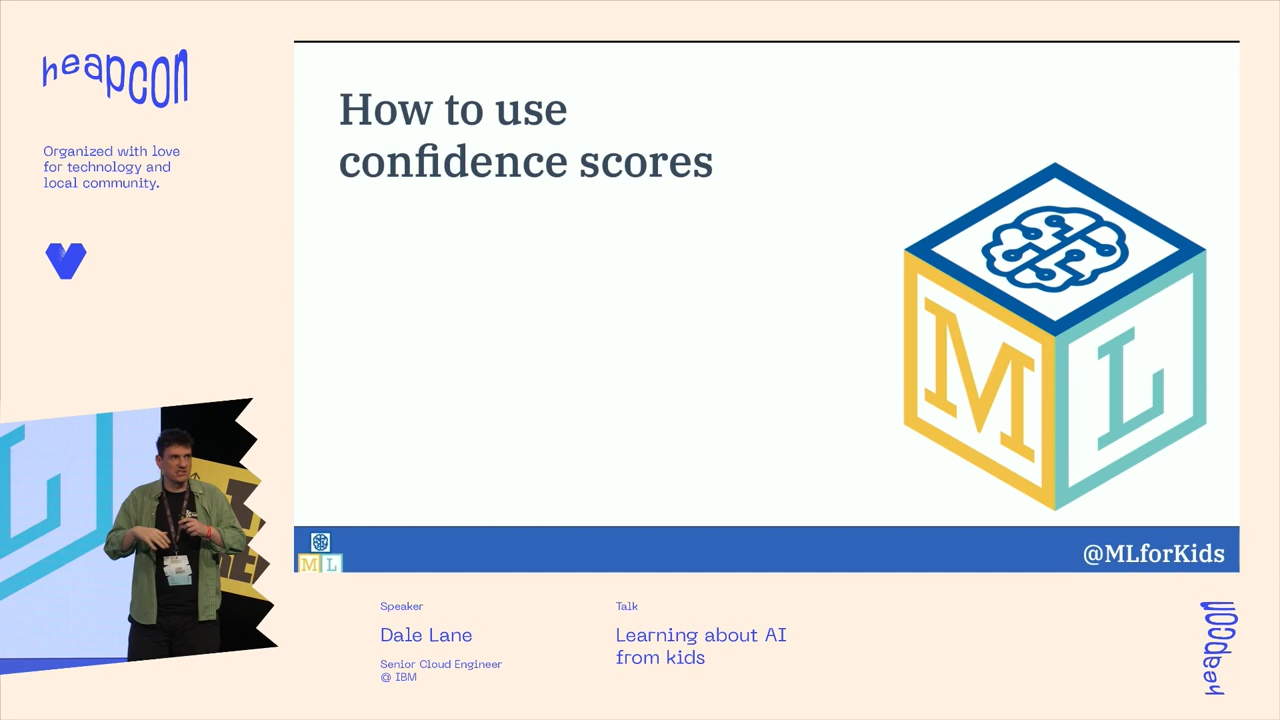 heapcon
Organized with love
for technology and
local community.
How to use
confidence scores
M L
M L
@MLforKids
Speaker
Dale Lane
Senior Cloud Engineer
@ IBM
Talk
Learning about AI
from kids
heapcon